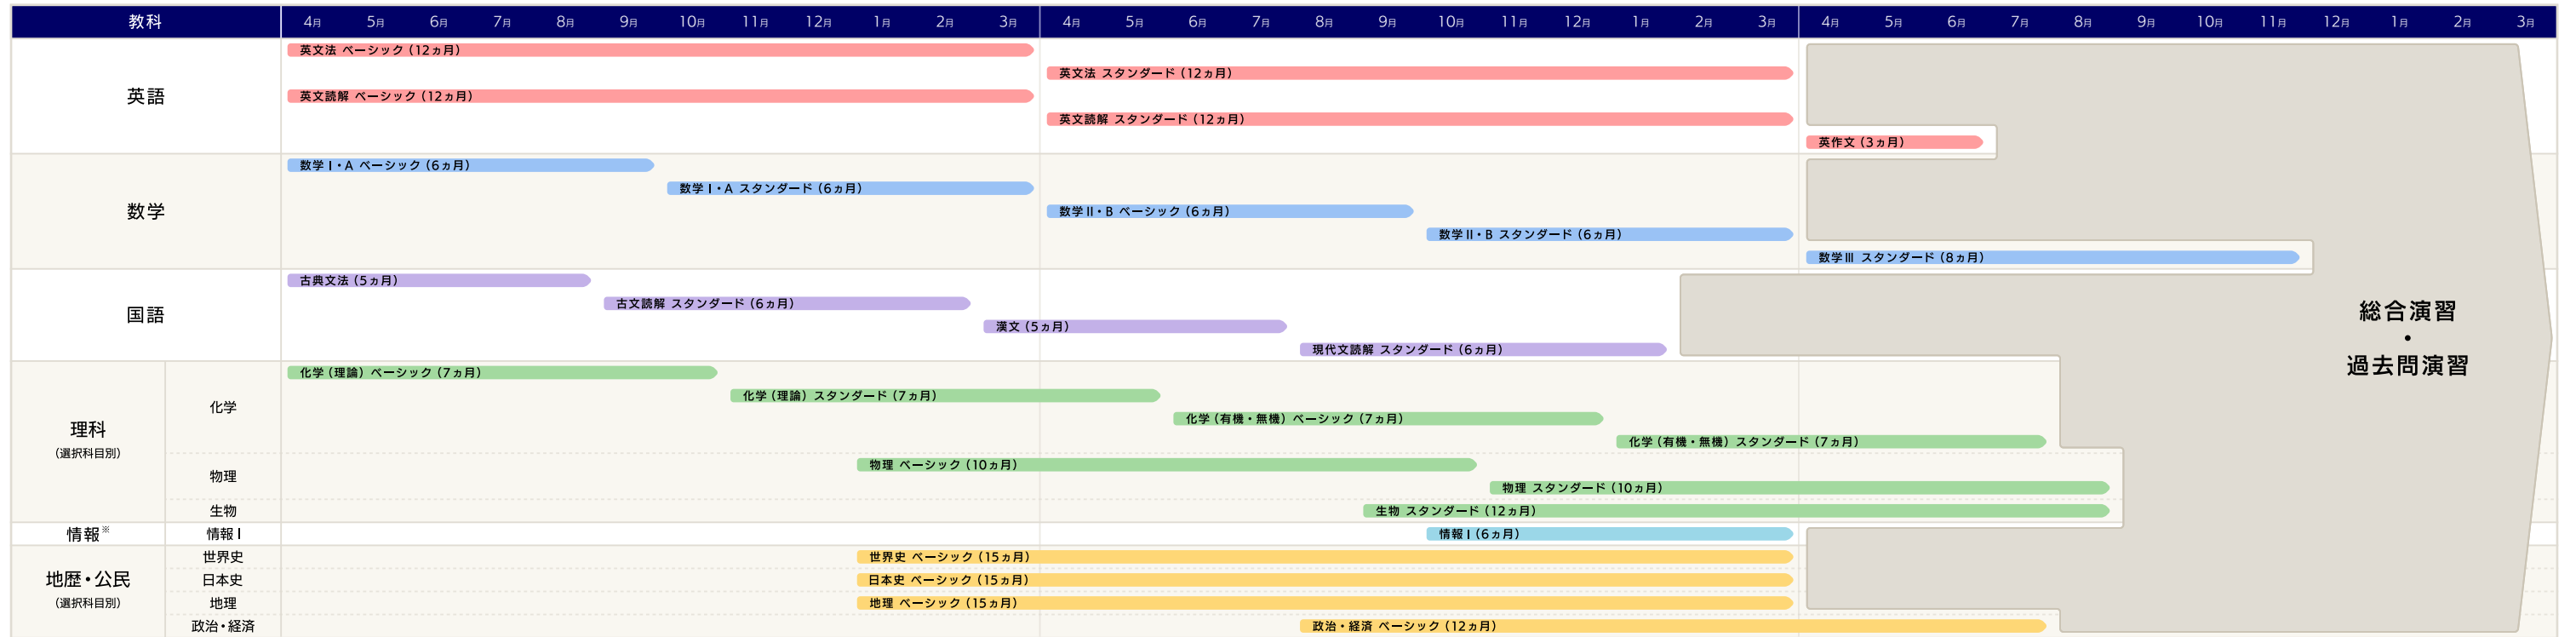 教科 4月 5月 6月 7月 8月 9月 10月 11月 12月 1月 2月 3月 4月 5月 6月 7月 8月 9月 10月 11月 12月 1月 2月 3月 4月 5月 6月 7月 8月 9月 10月 11月 12月 1月 2月 3月
英語
英文法 ベーシック (12ヵ月)
英文法 スタンダード (12ヵ月)
英文読解 ベーシック (12ヵ月)
英文読解 スタンダード (12ヵ月)
英作文 (3ヵ月)
数学
数学I・A ベーシック (6ヵ月)
数学I・A スタンダード (6ヵ月)
数学II・B ベーシック (6ヵ月)
数学II・B スタンダード (6ヵ月)
数学III スタンダード (8ヵ月)
国語
古典文法 (5ヵ月)
古文読解 スタンダード (6ヵ月)
漢文 (5ヵ月)
現代文読解 スタンダード (6ヵ月)
総合演習
・
過去問演習
理科
(選択科目別)
化学
化学 (理論) ベーシック (7ヵ月)
化学 (理論) スタンダード (7ヵ月)
化学 (有機・無機) ベーシック (7ヵ月)
化学 (有機・無機) スタンダード (7ヵ月)
物理
物理 ベーシック (10ヵ月)
物理 スタンダード (10ヵ月)
生物
生物 スタンダード (12ヵ月)
情報※
情報I
情報I (6ヵ月)
地歴・公民
(選択科目別)
世界史
世界史 ベーシック (15ヵ月)
日本史
日本史 ベーシック (15ヵ月)
地理
地理 ベーシック (15ヵ月)
政治・経済
政治・経済 ベーシック (12ヵ月)